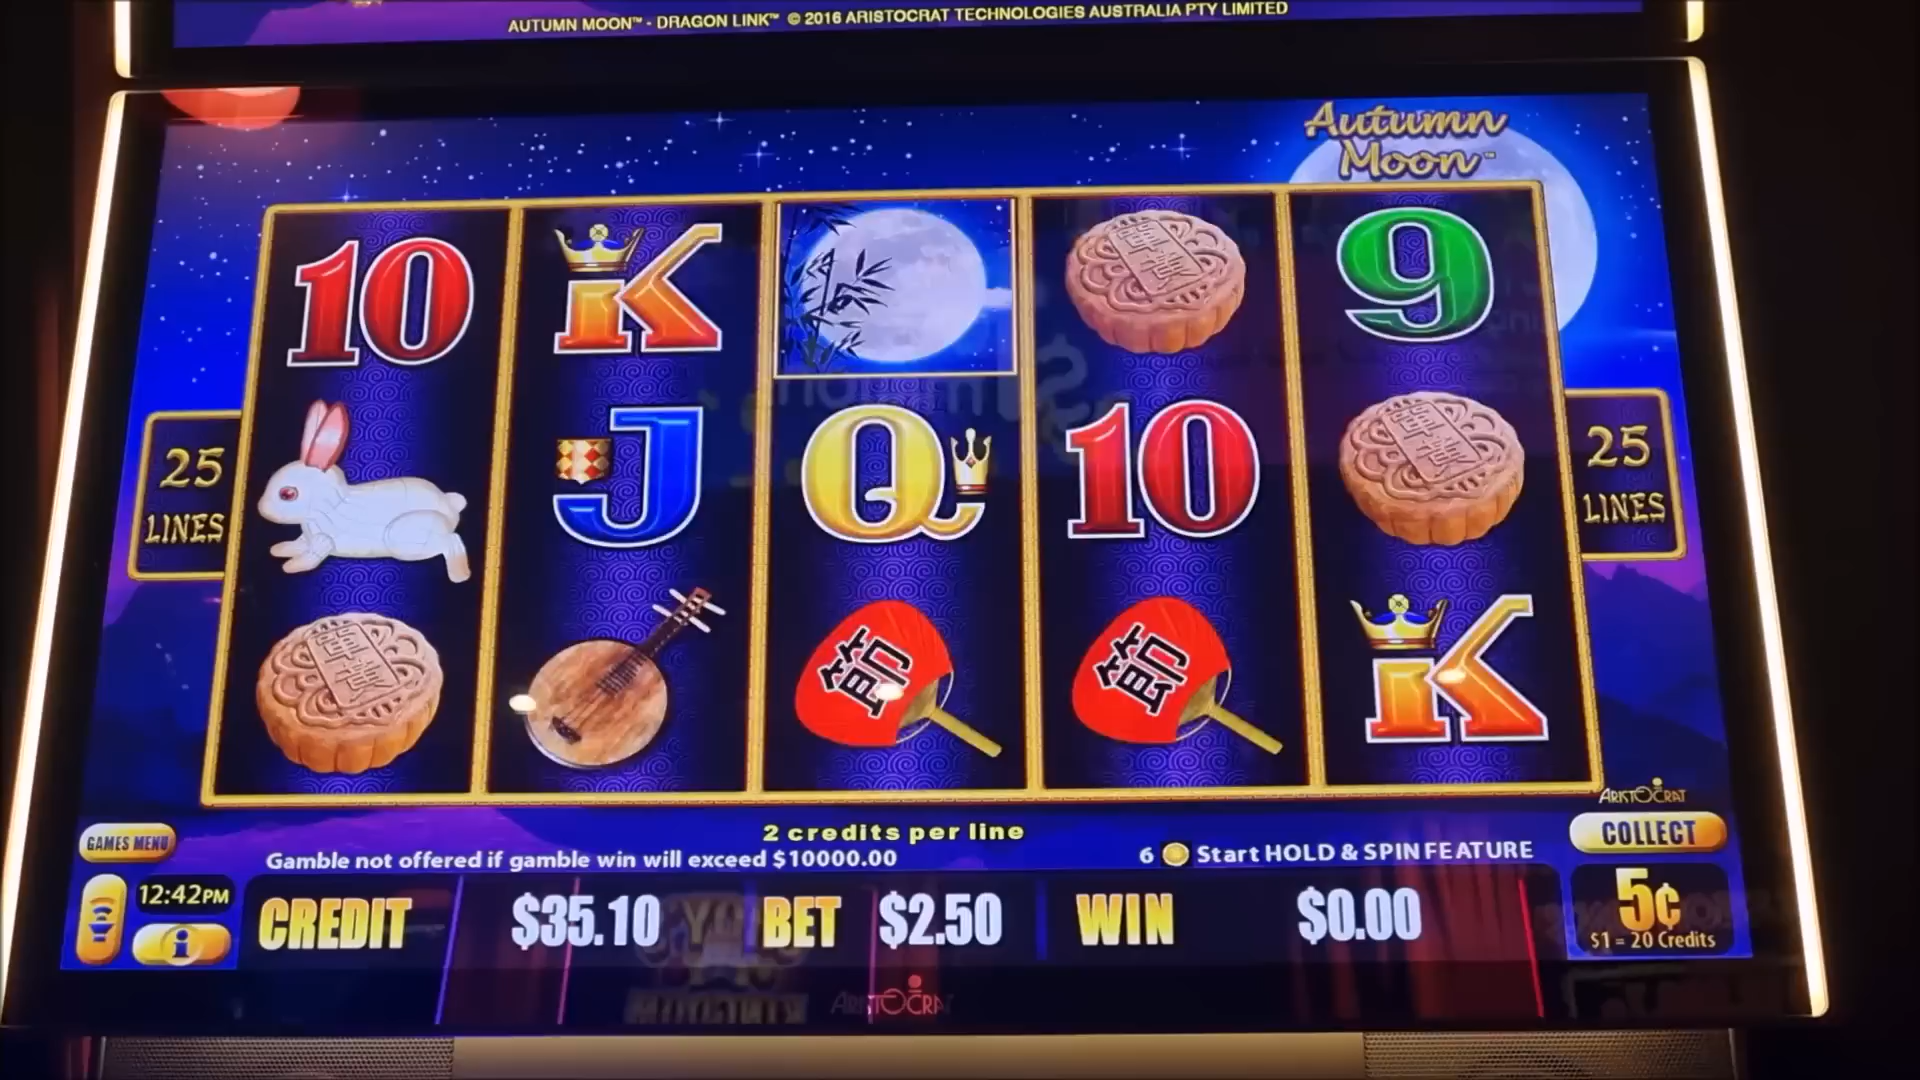 AUTUMN MOON™ - DRAGON LINK™ © 2016 ARISTOCRAT TECHNOLOGIES AUSTRALIA PTY LIMITED
Autumn
Moon™
10
K
9
25
LINES
J
Q
10
25
LINES
節
節
K
ARISTOCRAT
GAMES MENU
2 credits per line
COLLECT
Gamble not offered if gamble win will exceed $10000.00
6 Start HOLD & SPIN FEATURE
12:42PM
CREDIT $35.10 BET $2.50 WIN $0.00
5¢
i
$1 = 20 Credits
ARISTOCRAT